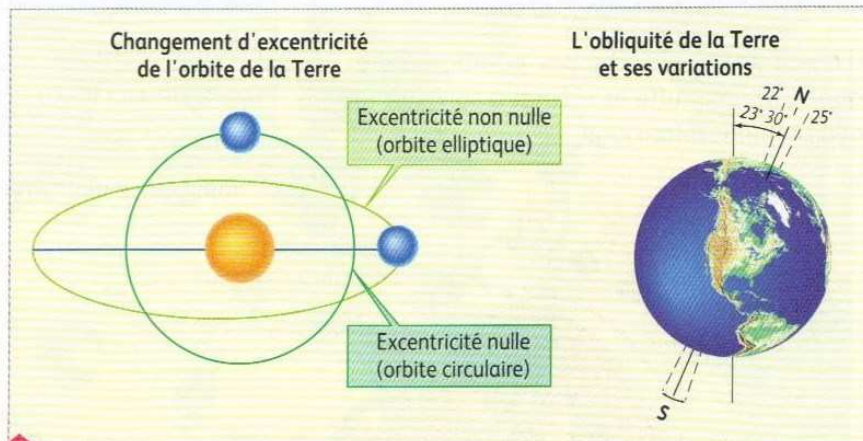 Changement d'excentricité
de l'orbite de la Terre
L'obliquité de la Terre
et ses variations
Excentricité non nulle
(orbite elliptique)
Excentricité nulle
(orbite circulaire)
22° N
23° 30' 25°
S